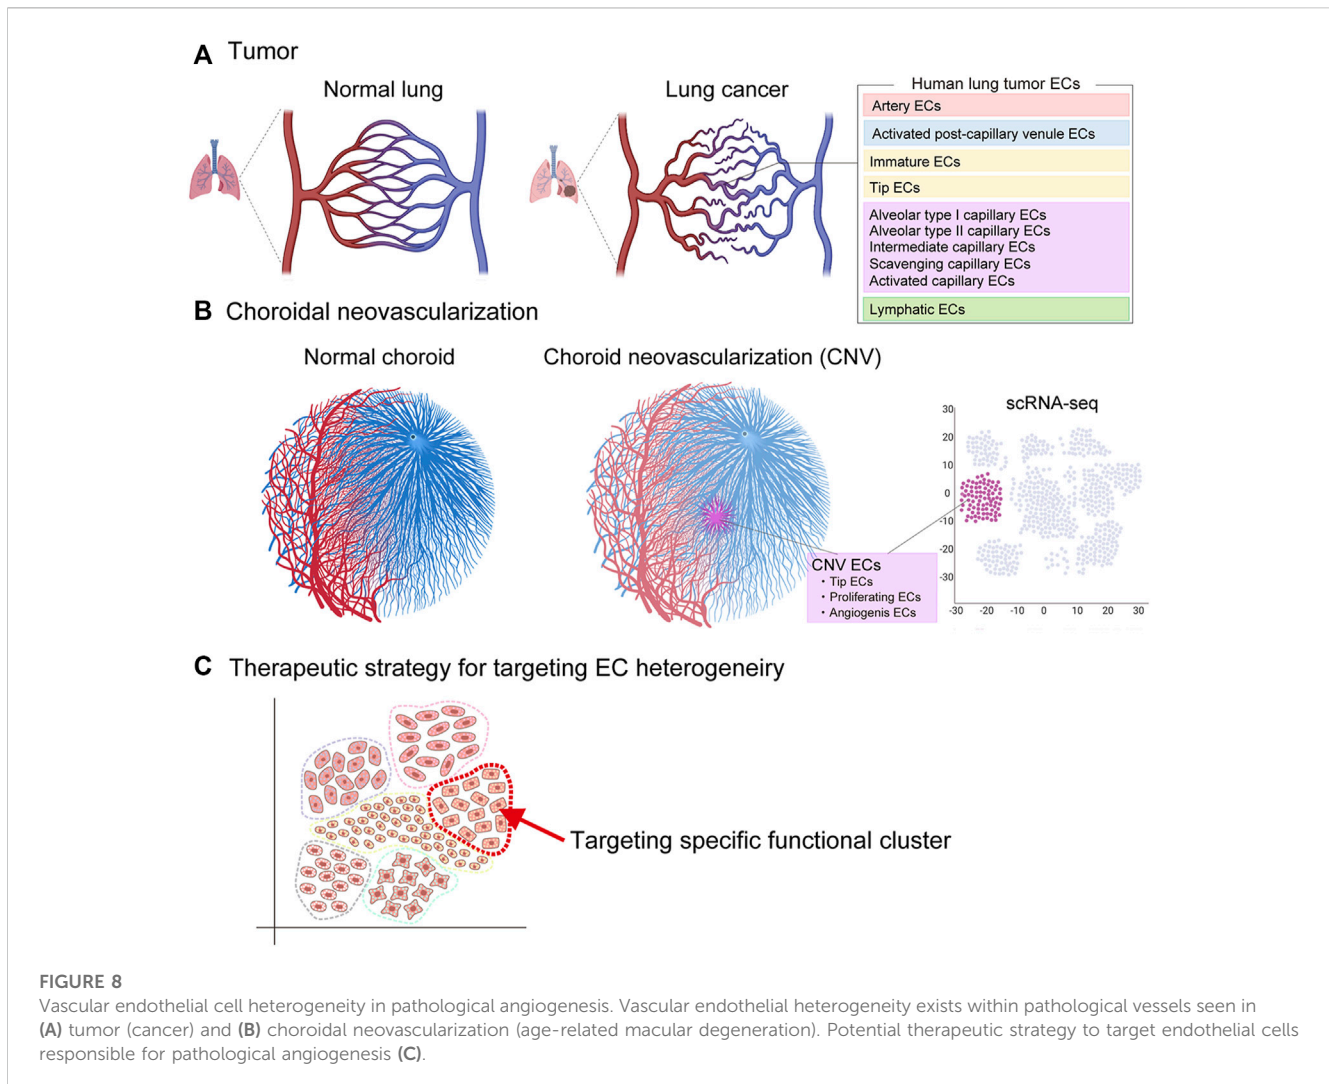 A Tumor
Normal lung
Lung cancer
Human lung tumor ECs
Artery ECs
Activated post-capillary venule ECs
Immature ECs
Tip ECs
Alveolar type I capillary ECs
Alveolar type II capillary ECs
Intermediate capillary ECs
Scavenging capillary ECs
Activated capillary ECs
Lymphatic ECs
B Choroidal neovascularization
Normal choroid
Choroid neovascularization (CNV)
scRNA-seq
30
20
10
0
-10
-20
-30
-30 -20 -10 0 10 20 30
CNV ECs
・Tip ECs
・Proliferating ECs
・Angiogenis ECs
C Therapeutic strategy for targeting EC heterogeneiry
Targeting specific functional cluster
FIGURE 8
Vascular endothelial cell heterogeneity in pathological angiogenesis. Vascular endothelial heterogeneity exists within pathological vessels seen in
(A) tumor (cancer) and (B) choroidal neovascularization (age-related macular degeneration). Potential therapeutic strategy to target endothelial cells
responsible for pathological angiogenesis (C).